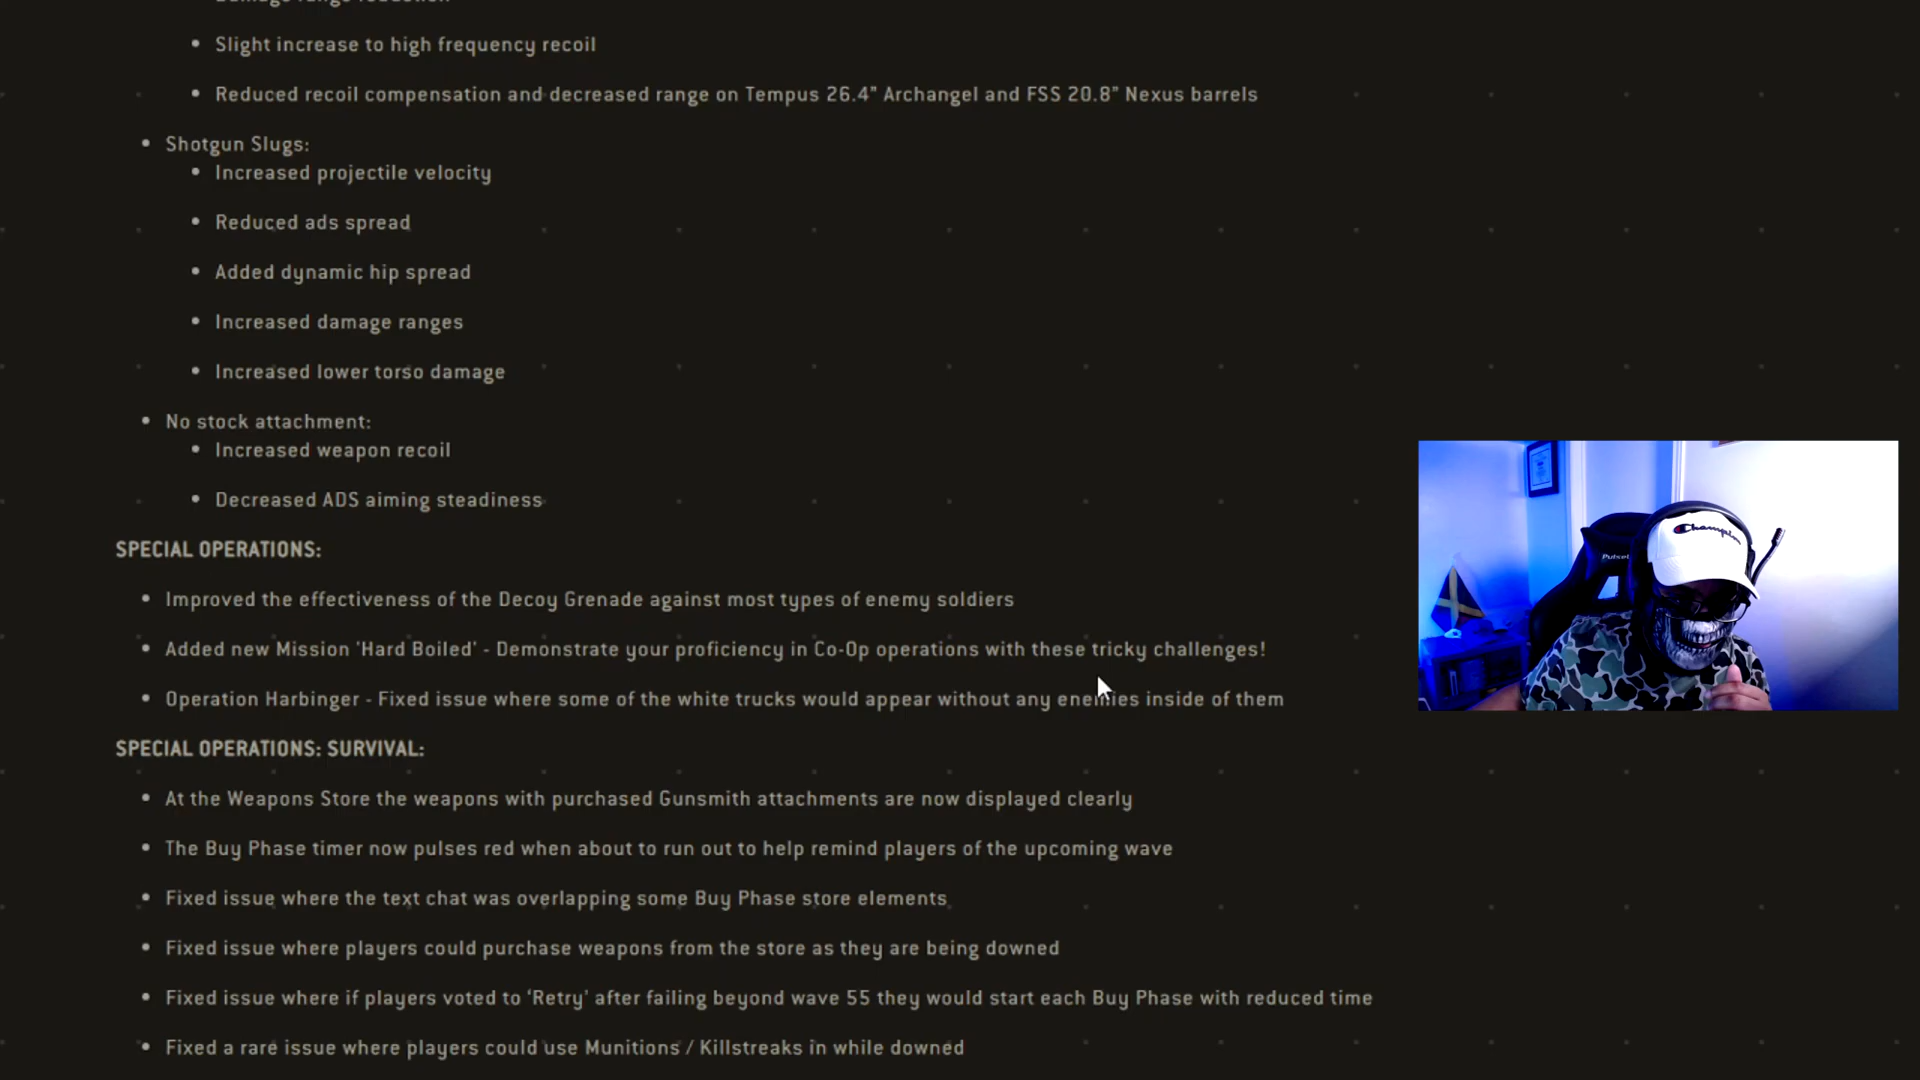 Slight increase to high frequency recoil
Reduced recoil compensation and decreased range on Tempus 26.4” Archangel and FSS 20.8” Nexus barrels
Shotgun Slugs:
Increased projectile velocity
Reduced ads spread
Added dynamic hip spread
Increased damage ranges
Increased lower torso damage
No stock attachment:
Increased weapon recoil
Decreased ADS aiming steadiness
SPECIAL OPERATIONS:
Improved the effectiveness of the Decoy Grenade against most types of enemy soldiers
Added new Mission 'Hard Boiled' - Demonstrate your proficiency in Co-Op operations with these tricky challenges!
Operation Harbinger - Fixed issue where some of the white trucks would appear without any enemies inside of them
SPECIAL OPERATIONS: SURVIVAL:
At the Weapons Store the weapons with purchased Gunsmith attachments are now displayed clearly
The Buy Phase timer now pulses red when about to run out to help remind players of the upcoming wave
Fixed issue where the text chat was overlapping some Buy Phase store elements
Fixed issue where players could purchase weapons from the store as they are being downed
Fixed issue where if players voted to ‘Retry’ after failing beyond wave 55 they would start each Buy Phase with reduced time
Fixed a rare issue where players could use Munitions / Killstreaks in while downed
Champion